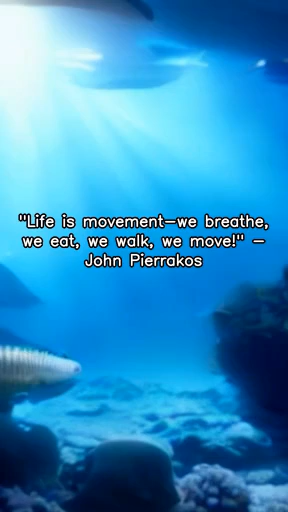 "Life is movement—we breathe,
we eat, we walk, we move!" –
John Pierrakos